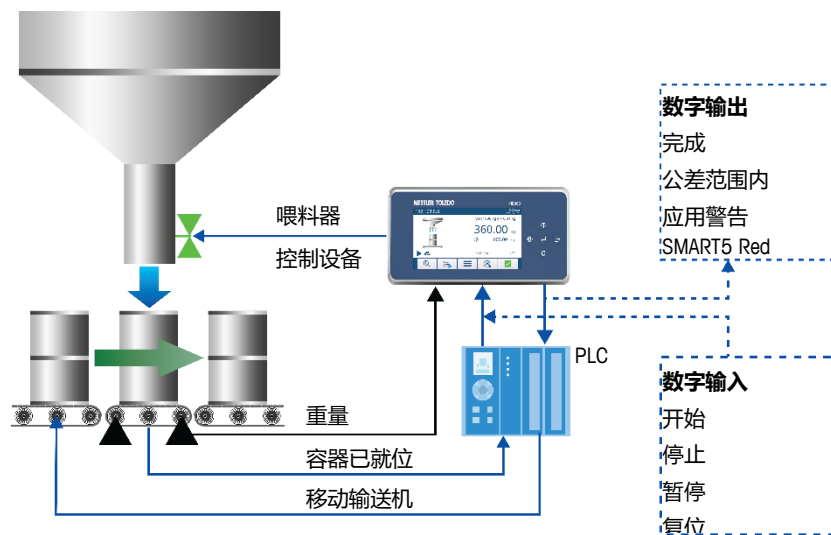 数字输出
完成
公差范围内
应用警告
SMART5 Red
METTLER TOLEDO
360.00
喂料器
控制设备
PLC
数字输入
开始
停止
暂停
复位
重量
容器已就位
移动输送机